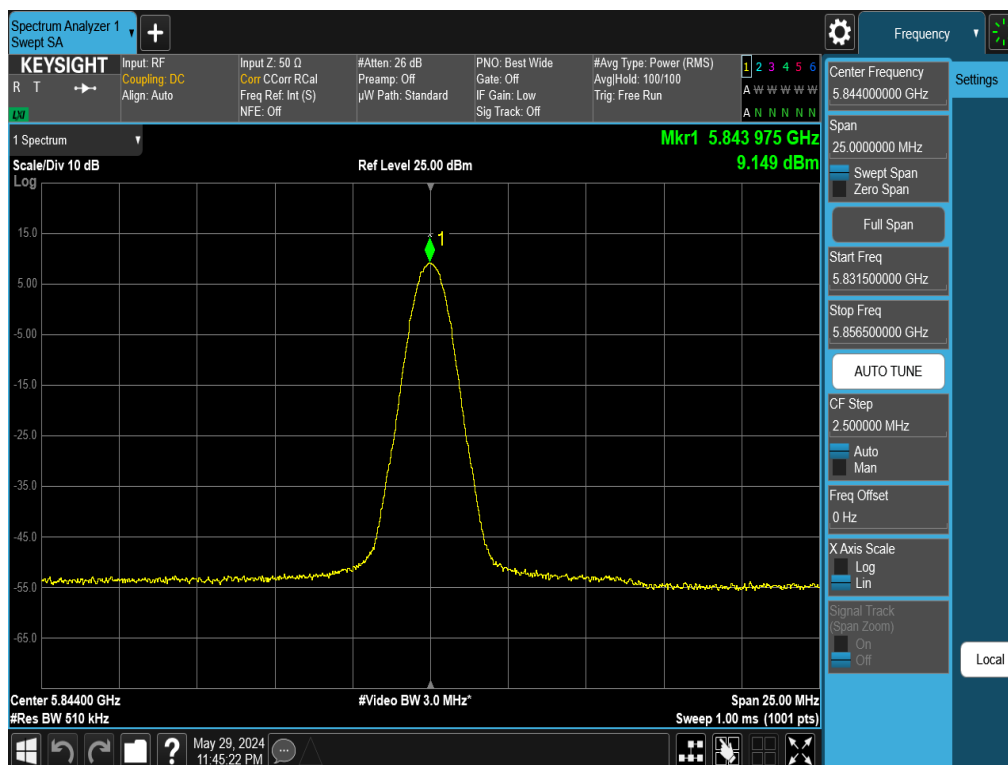 Spectrum Analyzer 1
Swept SA
+
Frequency
KEYSIGHT
R T
LXI
Input: RF
Coupling: DC
Align: Auto
Input Z: 50 Ω
Corr CCorr RCal
Freq Ref: Int (S)
NFE: Off
#Atten: 26 dB
Preamp: Off
µW Path: Standard
PNO: Best Wide
Gate: Off
IF Gain: Low
Sig Track: Off
#Avg Type: Power (RMS)
Avg|Hold: 100/100
Trig: Free Run
1 2 3 4 5 6
A W W W W W
A N N N N N
1 Spectrum
Mkr1 5.843 975 GHz
9.149 dBm
Scale/Div 10 dB
Ref Level 25.00 dBm
Log
1
15.0
5.00
-5.00
-15.0
-25.0
-35.0
-45.0
-55.0
-65.0
Center 5.84400 GHz
#Video BW 3.0 MHz*
Span 25.00 MHz
#Res BW 510 kHz
Sweep 1.00 ms (1001 pts)
?
May 29, 2024
11:45:22 PM
Center Frequency
5.844000000 GHz
Settings
Span
25.0000000 MHz
Swept Span
Zero Span
Full Span
Start Freq
5.831500000 GHz
Stop Freq
5.856500000 GHz
AUTO TUNE
CF Step
2.500000 MHz
Auto
Man
Freq Offset
0 Hz
X Axis Scale
Log
Lin
Signal Track
(Span Zoom)
On
Off
Local